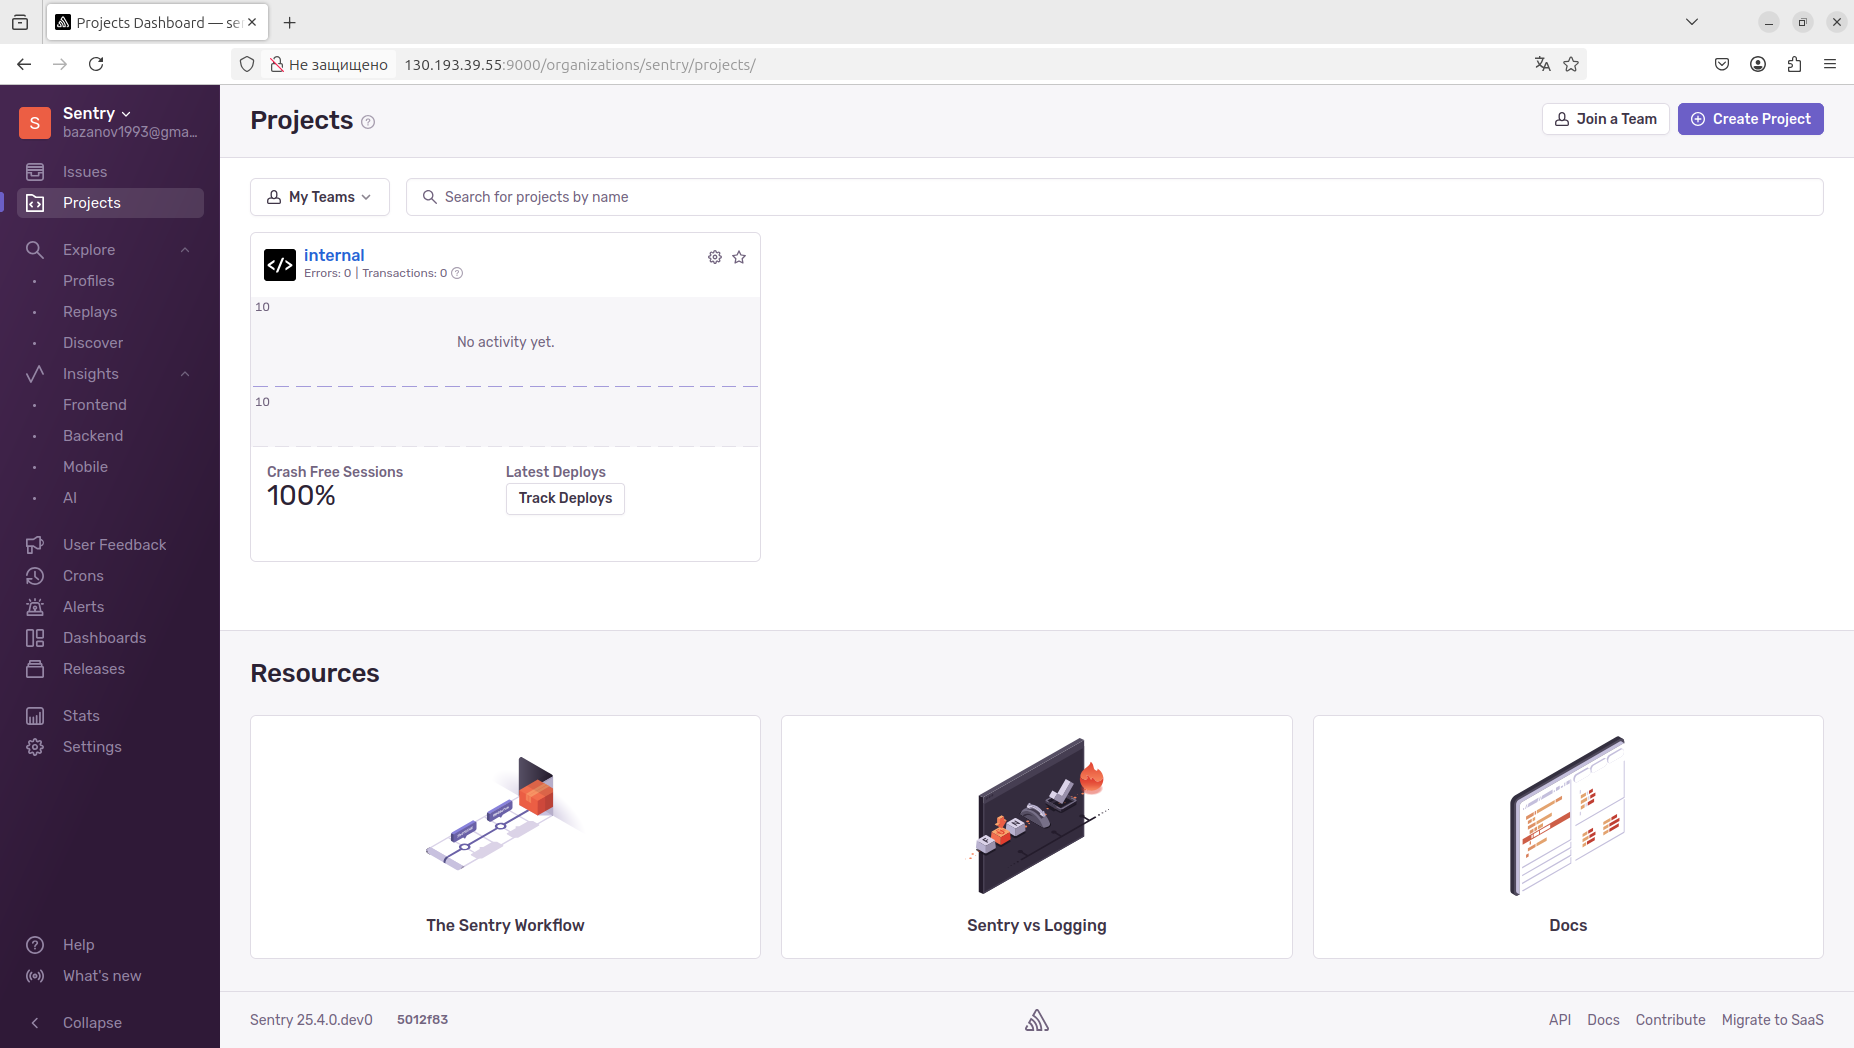 Projects Dashboard — se
Не защищено
130.193.39.55:9000/organizations/sentry/projects/
S
Sentry
bazanov1993@gma...
Issues
Projects
Explore
Profiles
Replays
Discover
Insights
Frontend
Backend
Mobile
AI
User Feedback
Crons
Alerts
Dashboards
Releases
Stats
Settings
Help
What's new
Collapse
Projects
Join a Team
Create Project
My Teams
Search for projects by name
internal
Errors: 0 | Transactions: 0
10
No activity yet.
10
Crash Free Sessions
100%
Latest Deploys
Track Deploys
Resources
The Sentry Workflow
Sentry vs Logging
Docs
Sentry 25.4.0.dev0 5012f83
API Docs Contribute Migrate to SaaS